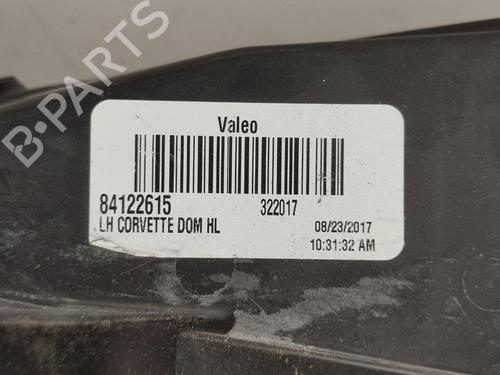 B-PARTS
Valeo
84122615 322017
LH CORVETTE DOM HL 08/23/2017
10:31:32 AM